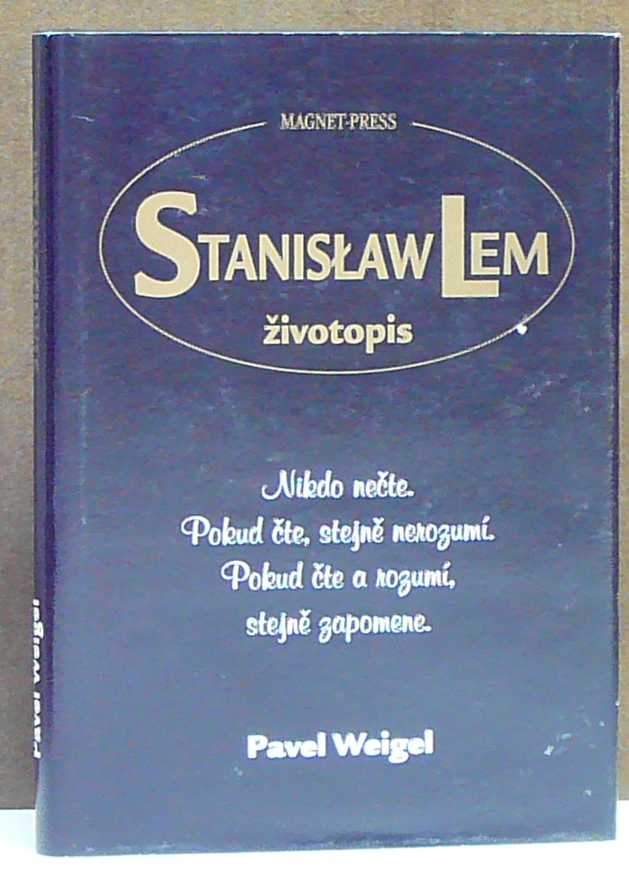 MAGNET-PRESS
STANISŁAW LEM
životopis
Nikdo nečte.
Pokud čte, stejně nerozumí.
Pokud čte a rozumí,
stejně zapomene.
Pavel Weigel
Pavel Weigel